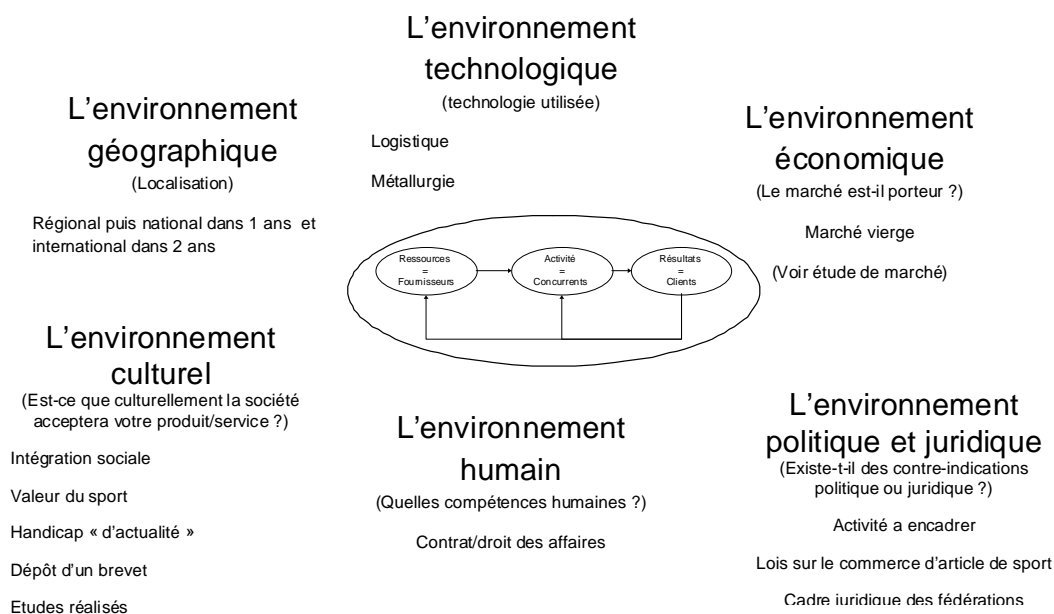 L'environnement
technologique
(technologie utilisée)
Logistique
Métallurgie
L'environnement
géographique
(Localisation)
Régional puis national dans 1 ans et
international dans 2 ans
L'environnement
économique
(Le marché est-il porteur ?)
Marché vierge
(Voir étude de marché)
Ressources
=
Fournisseurs
Activité
=
Concurrents
Résultats
=
Clients
L'environnement
culturel
(Est-ce que culturellement la société
acceptera votre produit/service ?)
Intégration sociale
Valeur du sport
Handicap « d'actualité »
Dépôt d'un brevet
Etudes réalisés
L'environnement
humain
(Quelles compétences humaines ?)
Contrat/droit des affaires
L'environnement
politique et juridique
(Existe-t-il des contre-indications
politique ou juridique ?)
Activité a encadrer
Lois sur le commerce d'article de sport
Cadre juridique des fédérations